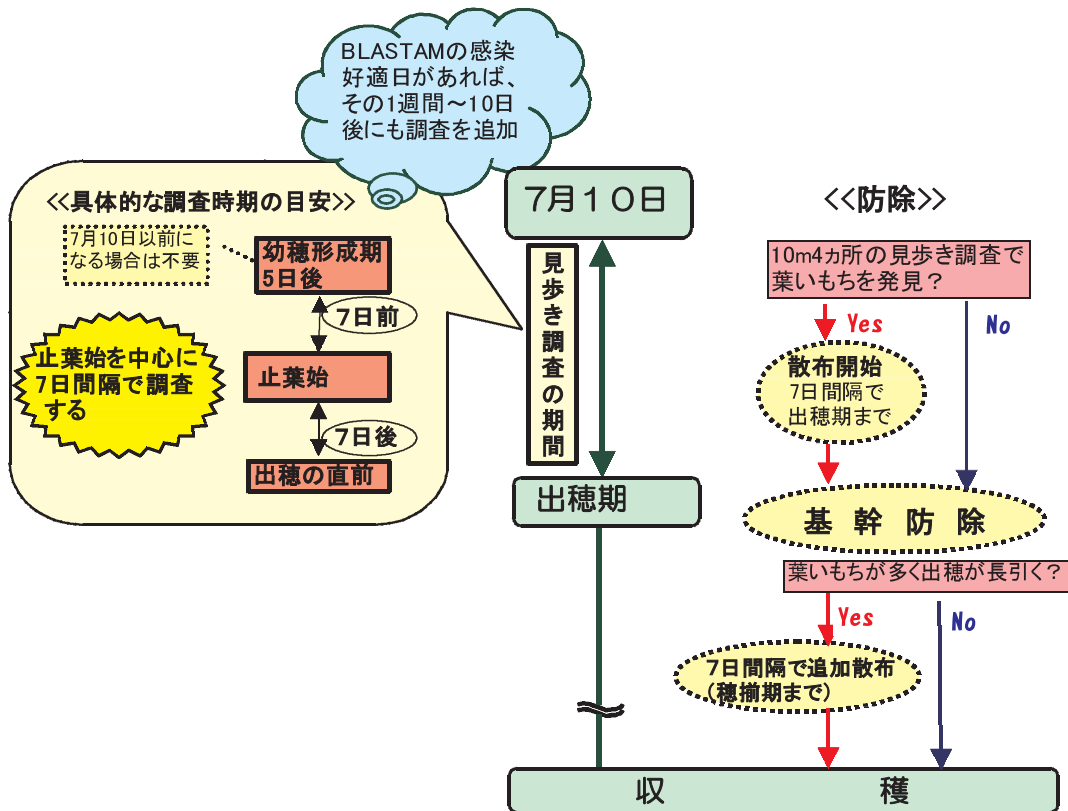 BLASTAMの感染
好適日があれば、
その1週間～10日
後にも調査を追加
≪具体的な調査時期の目安≫
7月10日以前に
なる場合は不要
幼穂形成期
5日後
7日前
止葉始を中心に
7日間隔で調査
する
止葉始
7日後
出穂の直前
7月10日
見歩き調査の期間
出穂期
≪防除≫
10m4ヵ所の見歩き調査で
葉いもちを発見？
Yes
No
散布開始
7日間隔で
出穂期まで
基幹防除
葉いもちが多く出穂が長引く？
Yes
No
7日間隔で追加散布
(穂揃期まで)
収穫